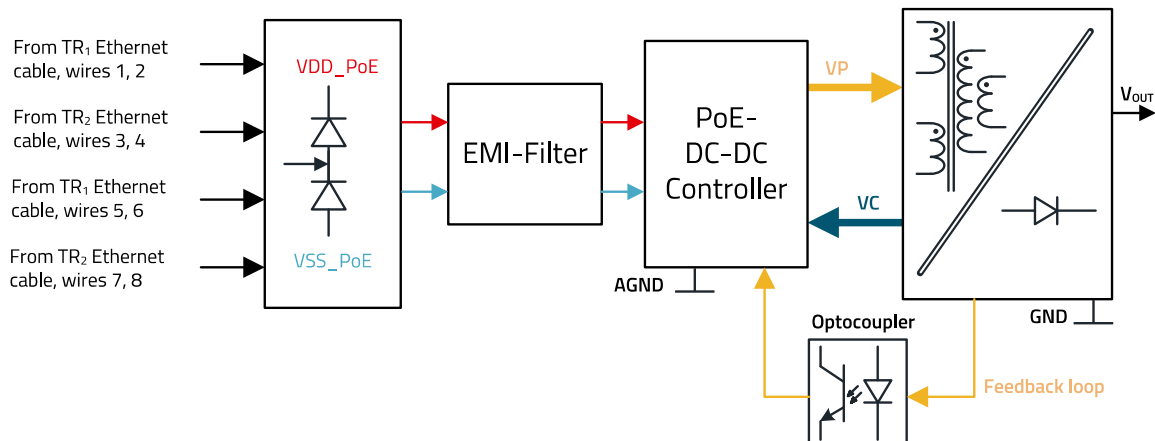 From TR₁ Ethernet
cable, wires 1, 2
From TR₂ Ethernet
cable, wires 3, 4
From TR₁ Ethernet
cable, wires 5, 6
From TR₂ Ethernet
cable, wires 7, 8
VDD_PoE
VSS_PoE
EMI-Filter
PoE-
DC-DC
Controller
AGND
VP
VC
V_OUT
GND
Optocoupler
Feedback loop